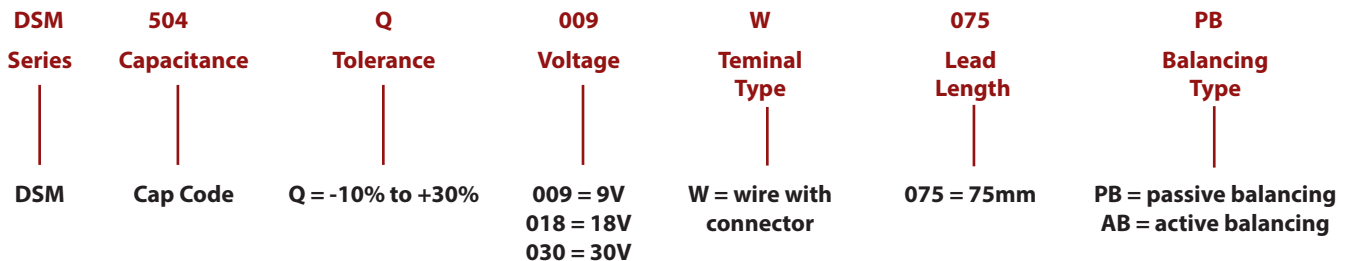 DSM 504 Q 009 W 075 PB
Series Capacitance Tolerance Voltage Teminal Lead Balancing
Type Length Type
DSM Cap Code Q = -10% to +30% 009 = 9V W = wire with 075 = 75mm PB = passive balancing
018 = 18V connector AB = active balancing
030 = 30V